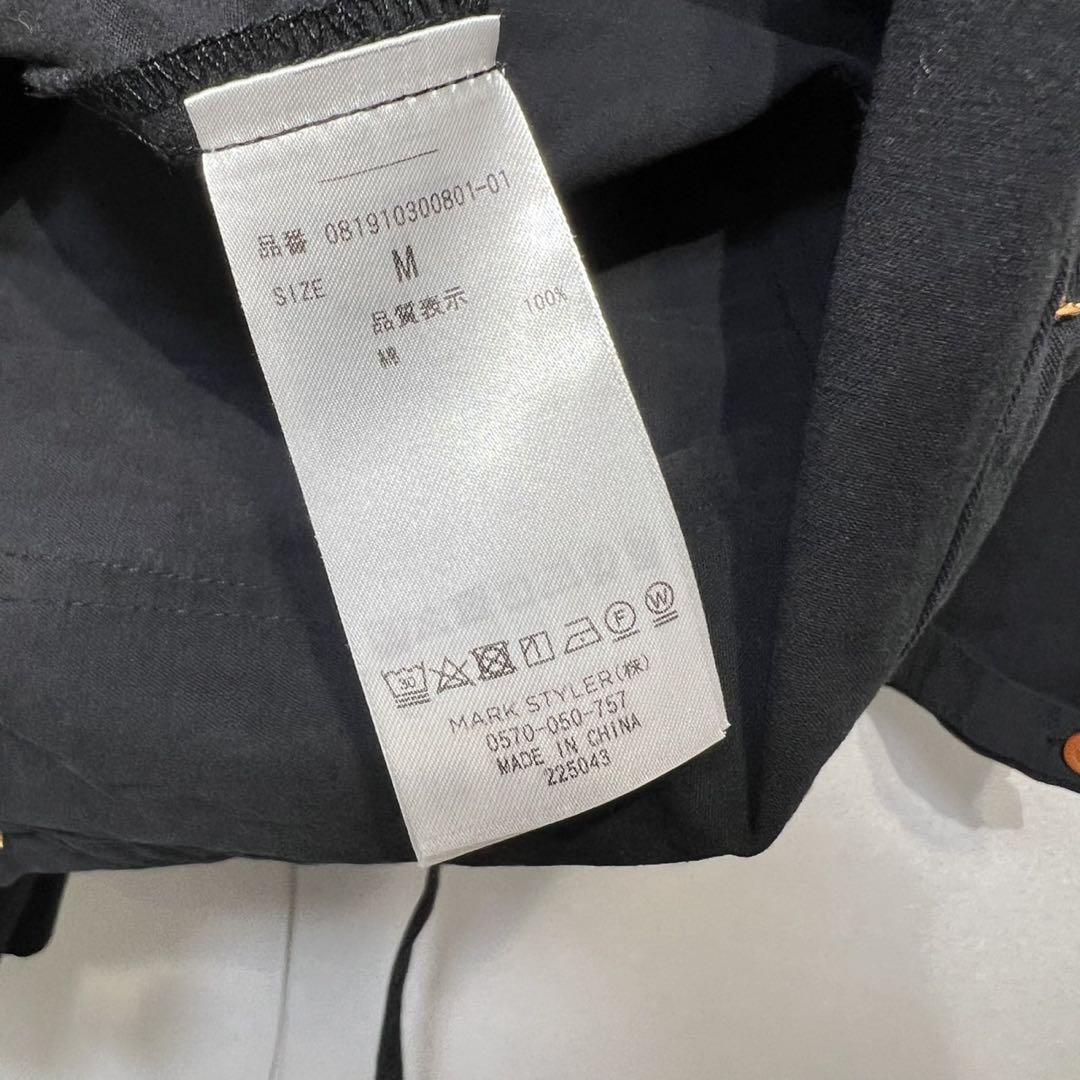 品番 081910300801-01
SIZE M
品質表示
綿 100%
30
F W
MARK STYLER(株)
0570-050-757
MADE IN CHINA
225043